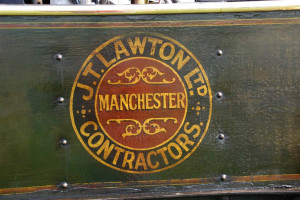 J.T. LAWTON LTD.
MANCHESTER
CONTRACTORS.